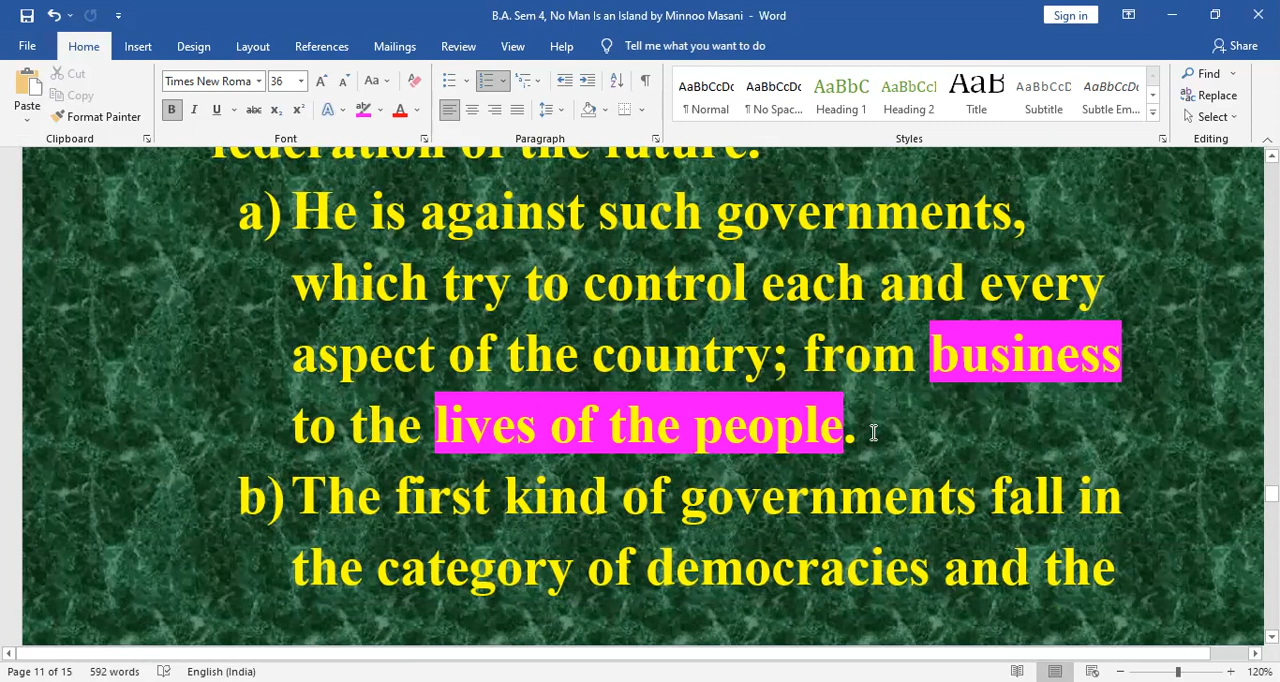 B.A. Sem 4, No Man Is an Island by Minnoo Masani - Word
Sign in
File Home Insert Design Layout References Mailings Review View Help Tell me what you want to do Share
Paste
Cut
Copy
Format Painter
Clipboard
Times New Roma 36
Font
Paragraph
AaBbCcDc AaBbCcDc AaBbC AaBbCcl AaB AaBbCcD AaBbCcDc
¶ Normal ¶ No Spac... Heading 1 Heading 2 Title Subtitle Subtle Em...
Styles
Find
Replace
Select
Editing
federation of the future.
a) He is against such governments,
which try to control each and every
aspect of the country; from business
to the lives of the people.
b) The first kind of governments fall in
the category of democracies and the
Page 11 of 15 592 words English (India) 120%